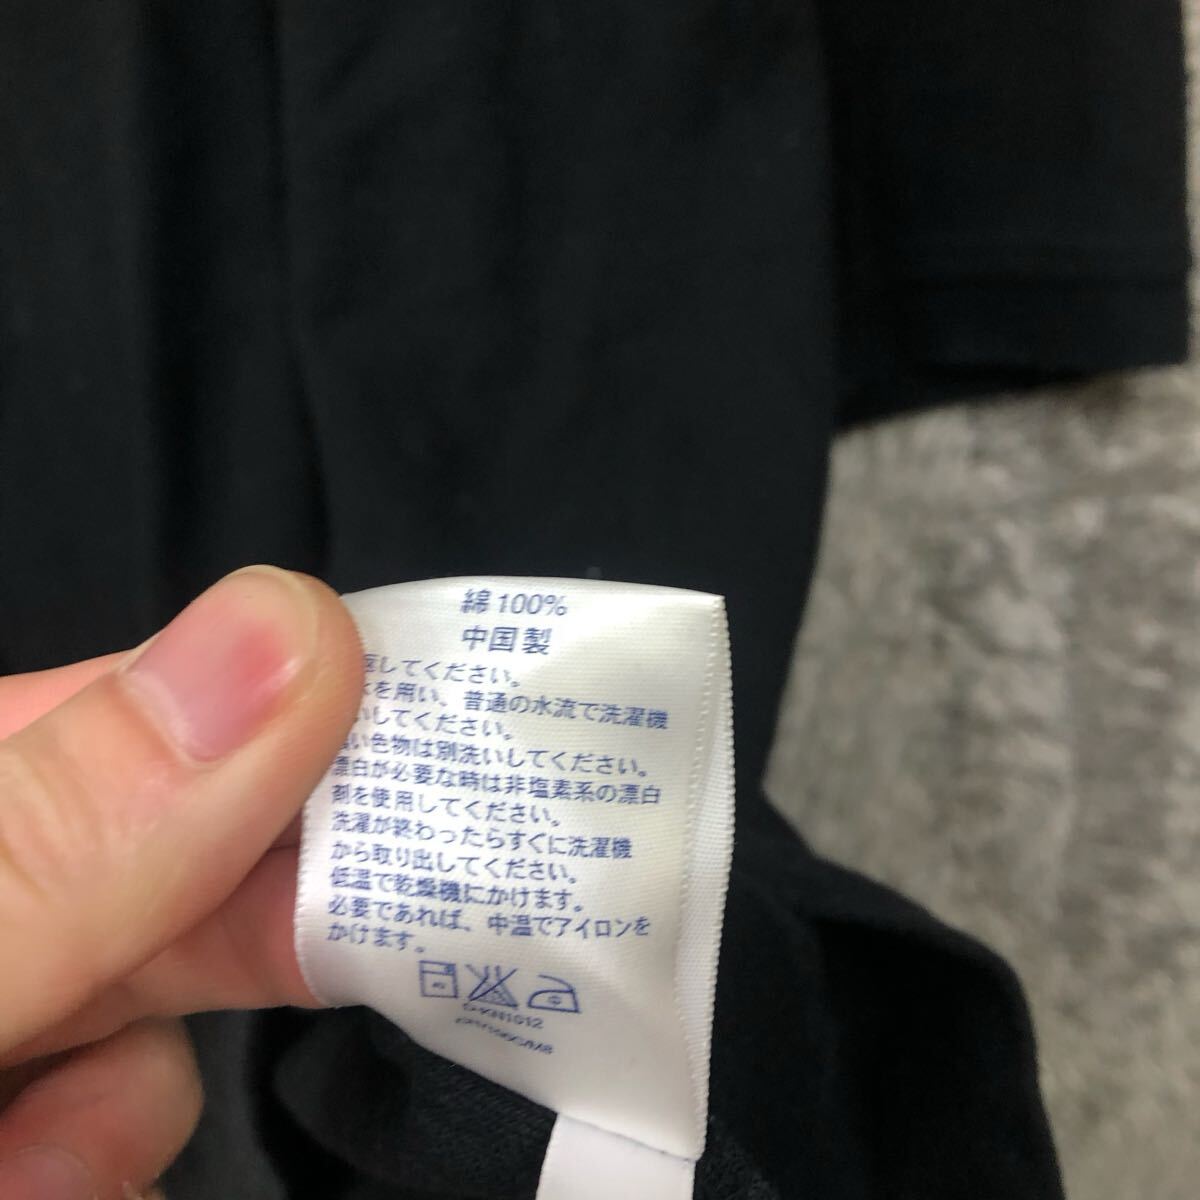 綿 100%
中国製
してください。
を用い、普通の水流で洗濯機
してください。
い色物は別洗いしてください。
漂白が必要な時は非塩素系の漂白
剤を使用してください。
洗濯が終わったらすぐに洗濯機
から取り出してください。
低温で乾燥機にかけます。
必要であれば、中温でアイロンを
かけます。